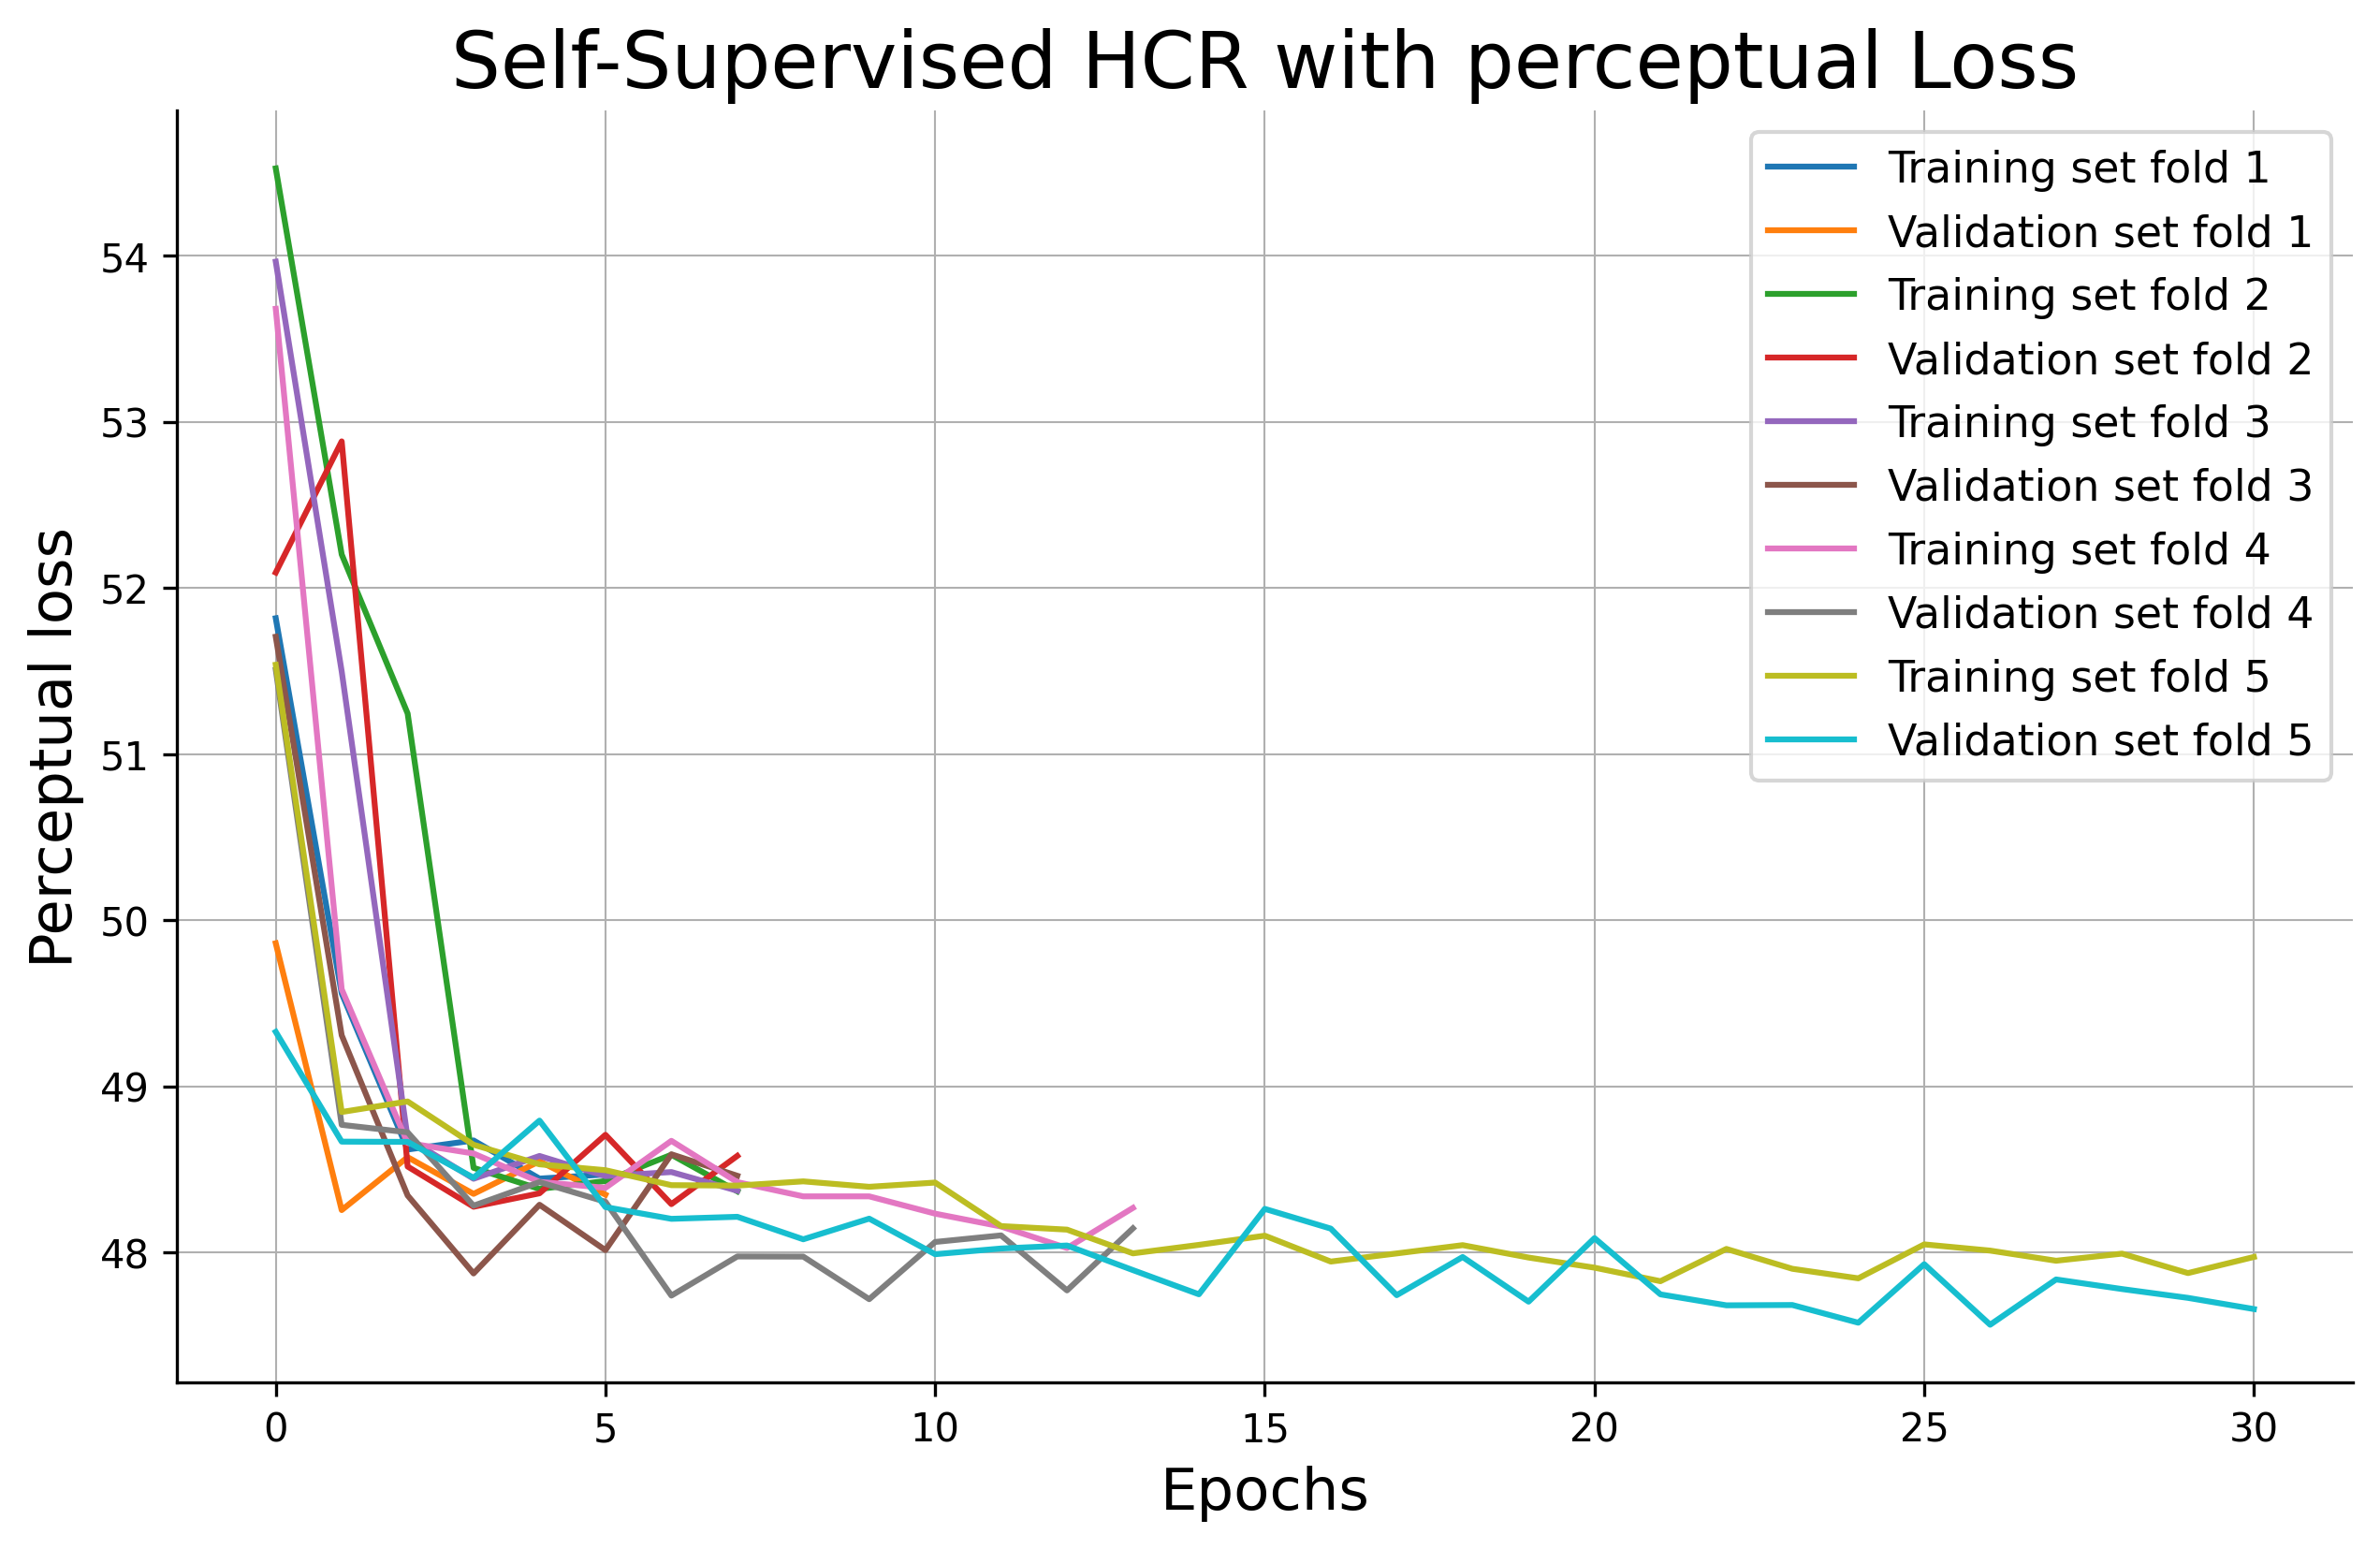 Self-Supervised HCR with perceptual Loss
Training set fold 1
Validation set fold 1
Training set fold 2
Validation set fold 2
Training set fold 3
Validation set fold 3
Training set fold 4
Validation set fold 4
Training set fold 5
Validation set fold 5
Perceptual loss
54
53
52
51
50
49
48
0 5 10 15 20 25 30
Epochs